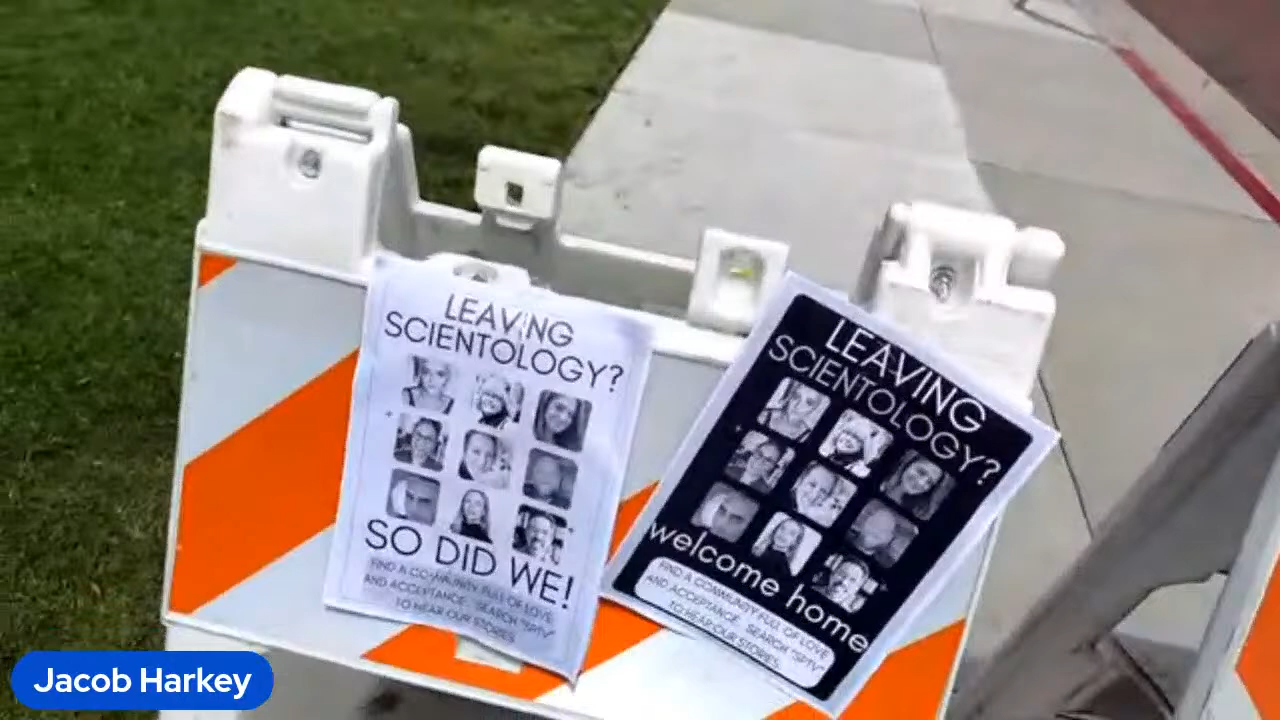 LEAVING
SCIENTOLOGY?
SO DID WE!
FIND A COMMUNITY FULL OF LOVE
AND ACCEPTANCE. SEARCH "SPTV"
TO HEAR OUR STORIES.
LEAVING
SCIENTOLOGY?
welcome home
FIND A COMMUNITY FULL OF LOVE
AND ACCEPTANCE. SEARCH "SPTV"
TO HEAR OUR STORIES.
Jacob Harkey